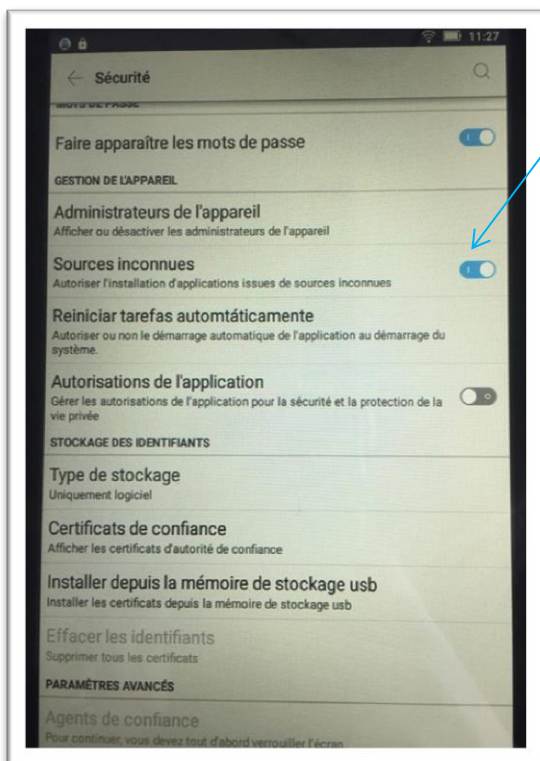 11:27
Sécurité
MOTS DE PASSE
Faire apparaître les mots de passe
GESTION DE L'APPAREIL
Administrateurs de l'appareil
Afficher ou désactiver les administrateurs de l'appareil
Sources inconnues
Autoriser l'installation d'applications issues de sources inconnues
Reiniciar tarefas automtáticamente
Autoriser ou non le démarrage automatique de l'application au démarrage du
système.
Autorisations de l'application
Gérer les autorisations de l'application pour la sécurité et la protection de la
vie privée
STOCKAGE DES IDENTIFIANTS
Type de stockage
Uniquement logiciel
Certificats de confiance
Afficher les certificats d'autorité de confiance
Installer depuis la mémoire de stockage usb
Installer les certificats depuis la mémoire de stockage usb
Effacer les identifiants
Supprimer tous les certificats
PARAMÈTRES AVANCÉS
Agents de confiance
Pour continuer, vous devez tout d'abord verrouiller l'écran